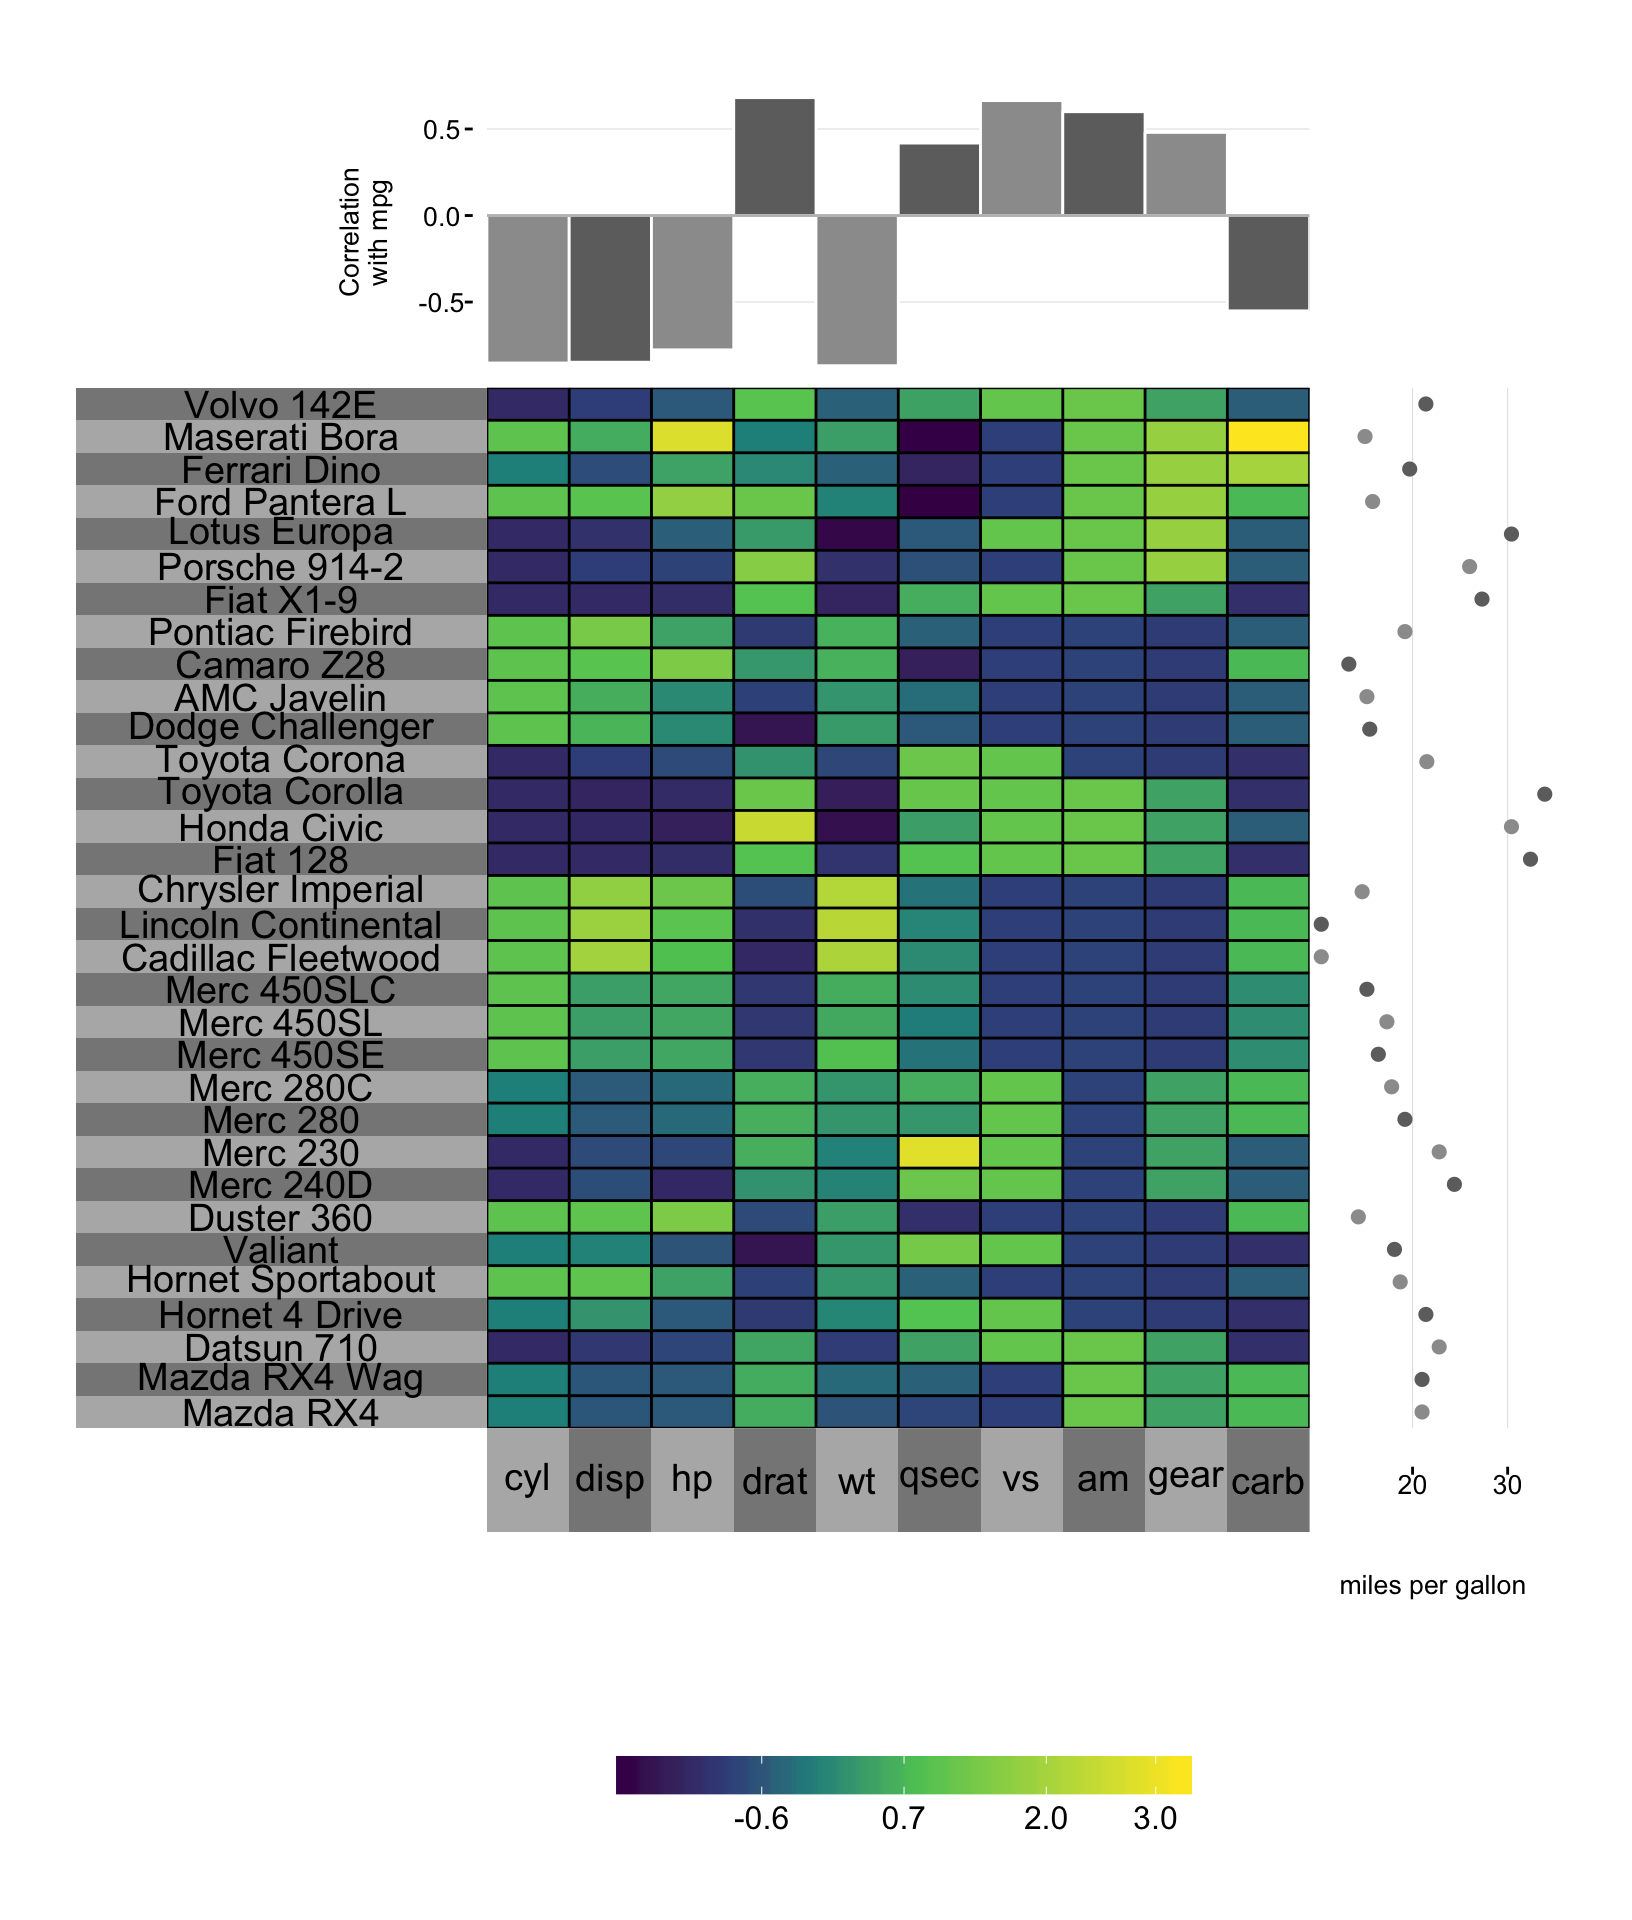 0.5
0.0
-0.5
Correlation
with mpg
Volvo 142E
Maserati Bora
Ferrari Dino
Ford Pantera L
Lotus Europa
Porsche 914-2
Fiat X1-9
Pontiac Firebird
Camaro Z28
AMC Javelin
Dodge Challenger
Toyota Corona
Toyota Corolla
Honda Civic
Fiat 128
Chrysler Imperial
Lincoln Continental
Cadillac Fleetwood
Merc 450SLC
Merc 450SL
Merc 450SE
Merc 280C
Merc 280
Merc 230
Merc 240D
Duster 360
Valiant
Hornet Sportabout
Hornet 4 Drive
Datsun 710
Mazda RX4 Wag
Mazda RX4
cyl disp hp drat wt qsec vs am gear carb
20 30
miles per gallon
-0.6 0.7 2.0 3.0